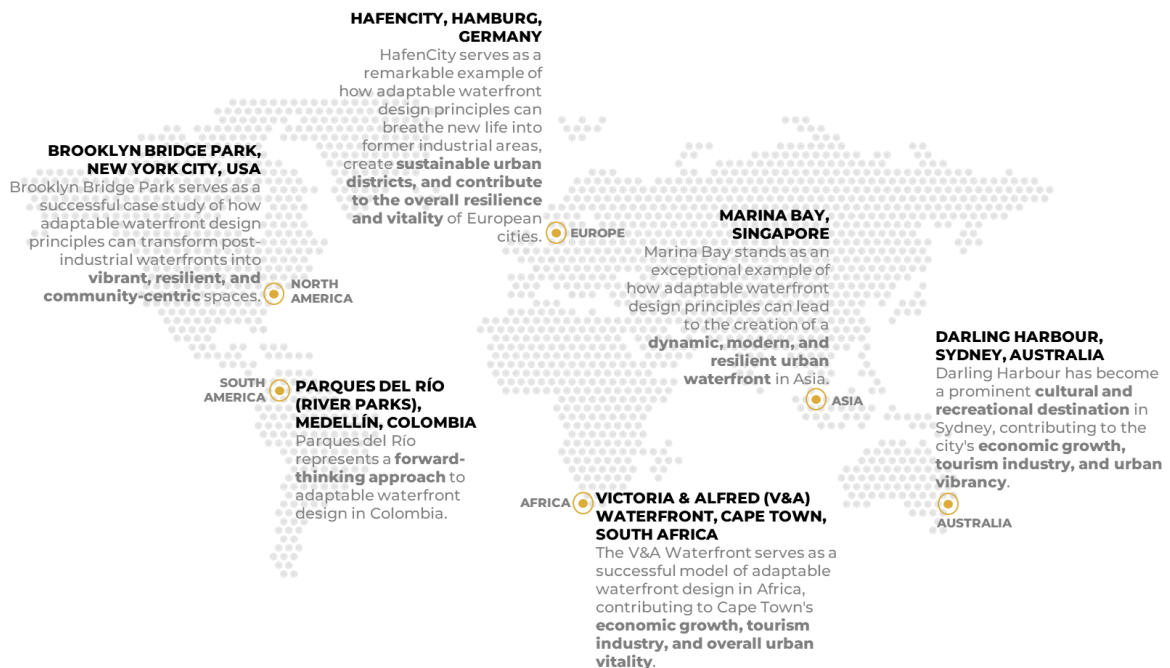 HAFENCITY, HAMBURG,
GERMANY
HafenCity serves as a
remarkable example of
how adaptable waterfront
design principles can
breathe new life into
former industrial areas,
create sustainable urban
districts, and contribute
to the overall resilience
and vitality of European
cities.
EUROPE
BROOKLYN BRIDGE PARK,
NEW YORK CITY, USA
Brooklyn Bridge Park serves as a
successful case study of how
adaptable waterfront design
principles can transform post-
industrial waterfronts into
vibrant, resilient, and
community-centric spaces.
NORTH
AMERICA
MARINA BAY,
SINGAPORE
Marina Bay stands as an
exceptional example of
how adaptable waterfront
design principles can lead
to the creation of a
dynamic, modern, and
resilient urban
waterfront in Asia.
ASIA
DARLING HARBOUR,
SYDNEY, AUSTRALIA
Darling Harbour has become
a prominent cultural and
recreational destination in
Sydney, contributing to the
city's economic growth,
tourism industry, and urban
vibrancy.
AUSTRALIA
SOUTH
AMERICA
PARQUES DEL RÍO
(RIVER PARKS),
MEDELLÍN, COLOMBIA
Parques del Río
represents a forward-
thinking approach to
adaptable waterfront
design in Colombia.
AFRICA
VICTORIA & ALFRED (V&A)
WATERFRONT, CAPE TOWN,
SOUTH AFRICA
The V&A Waterfront serves as a
successful model of adaptable
waterfront design in Africa,
contributing to Cape Town's
economic growth, tourism
industry, and overall urban
vitality.